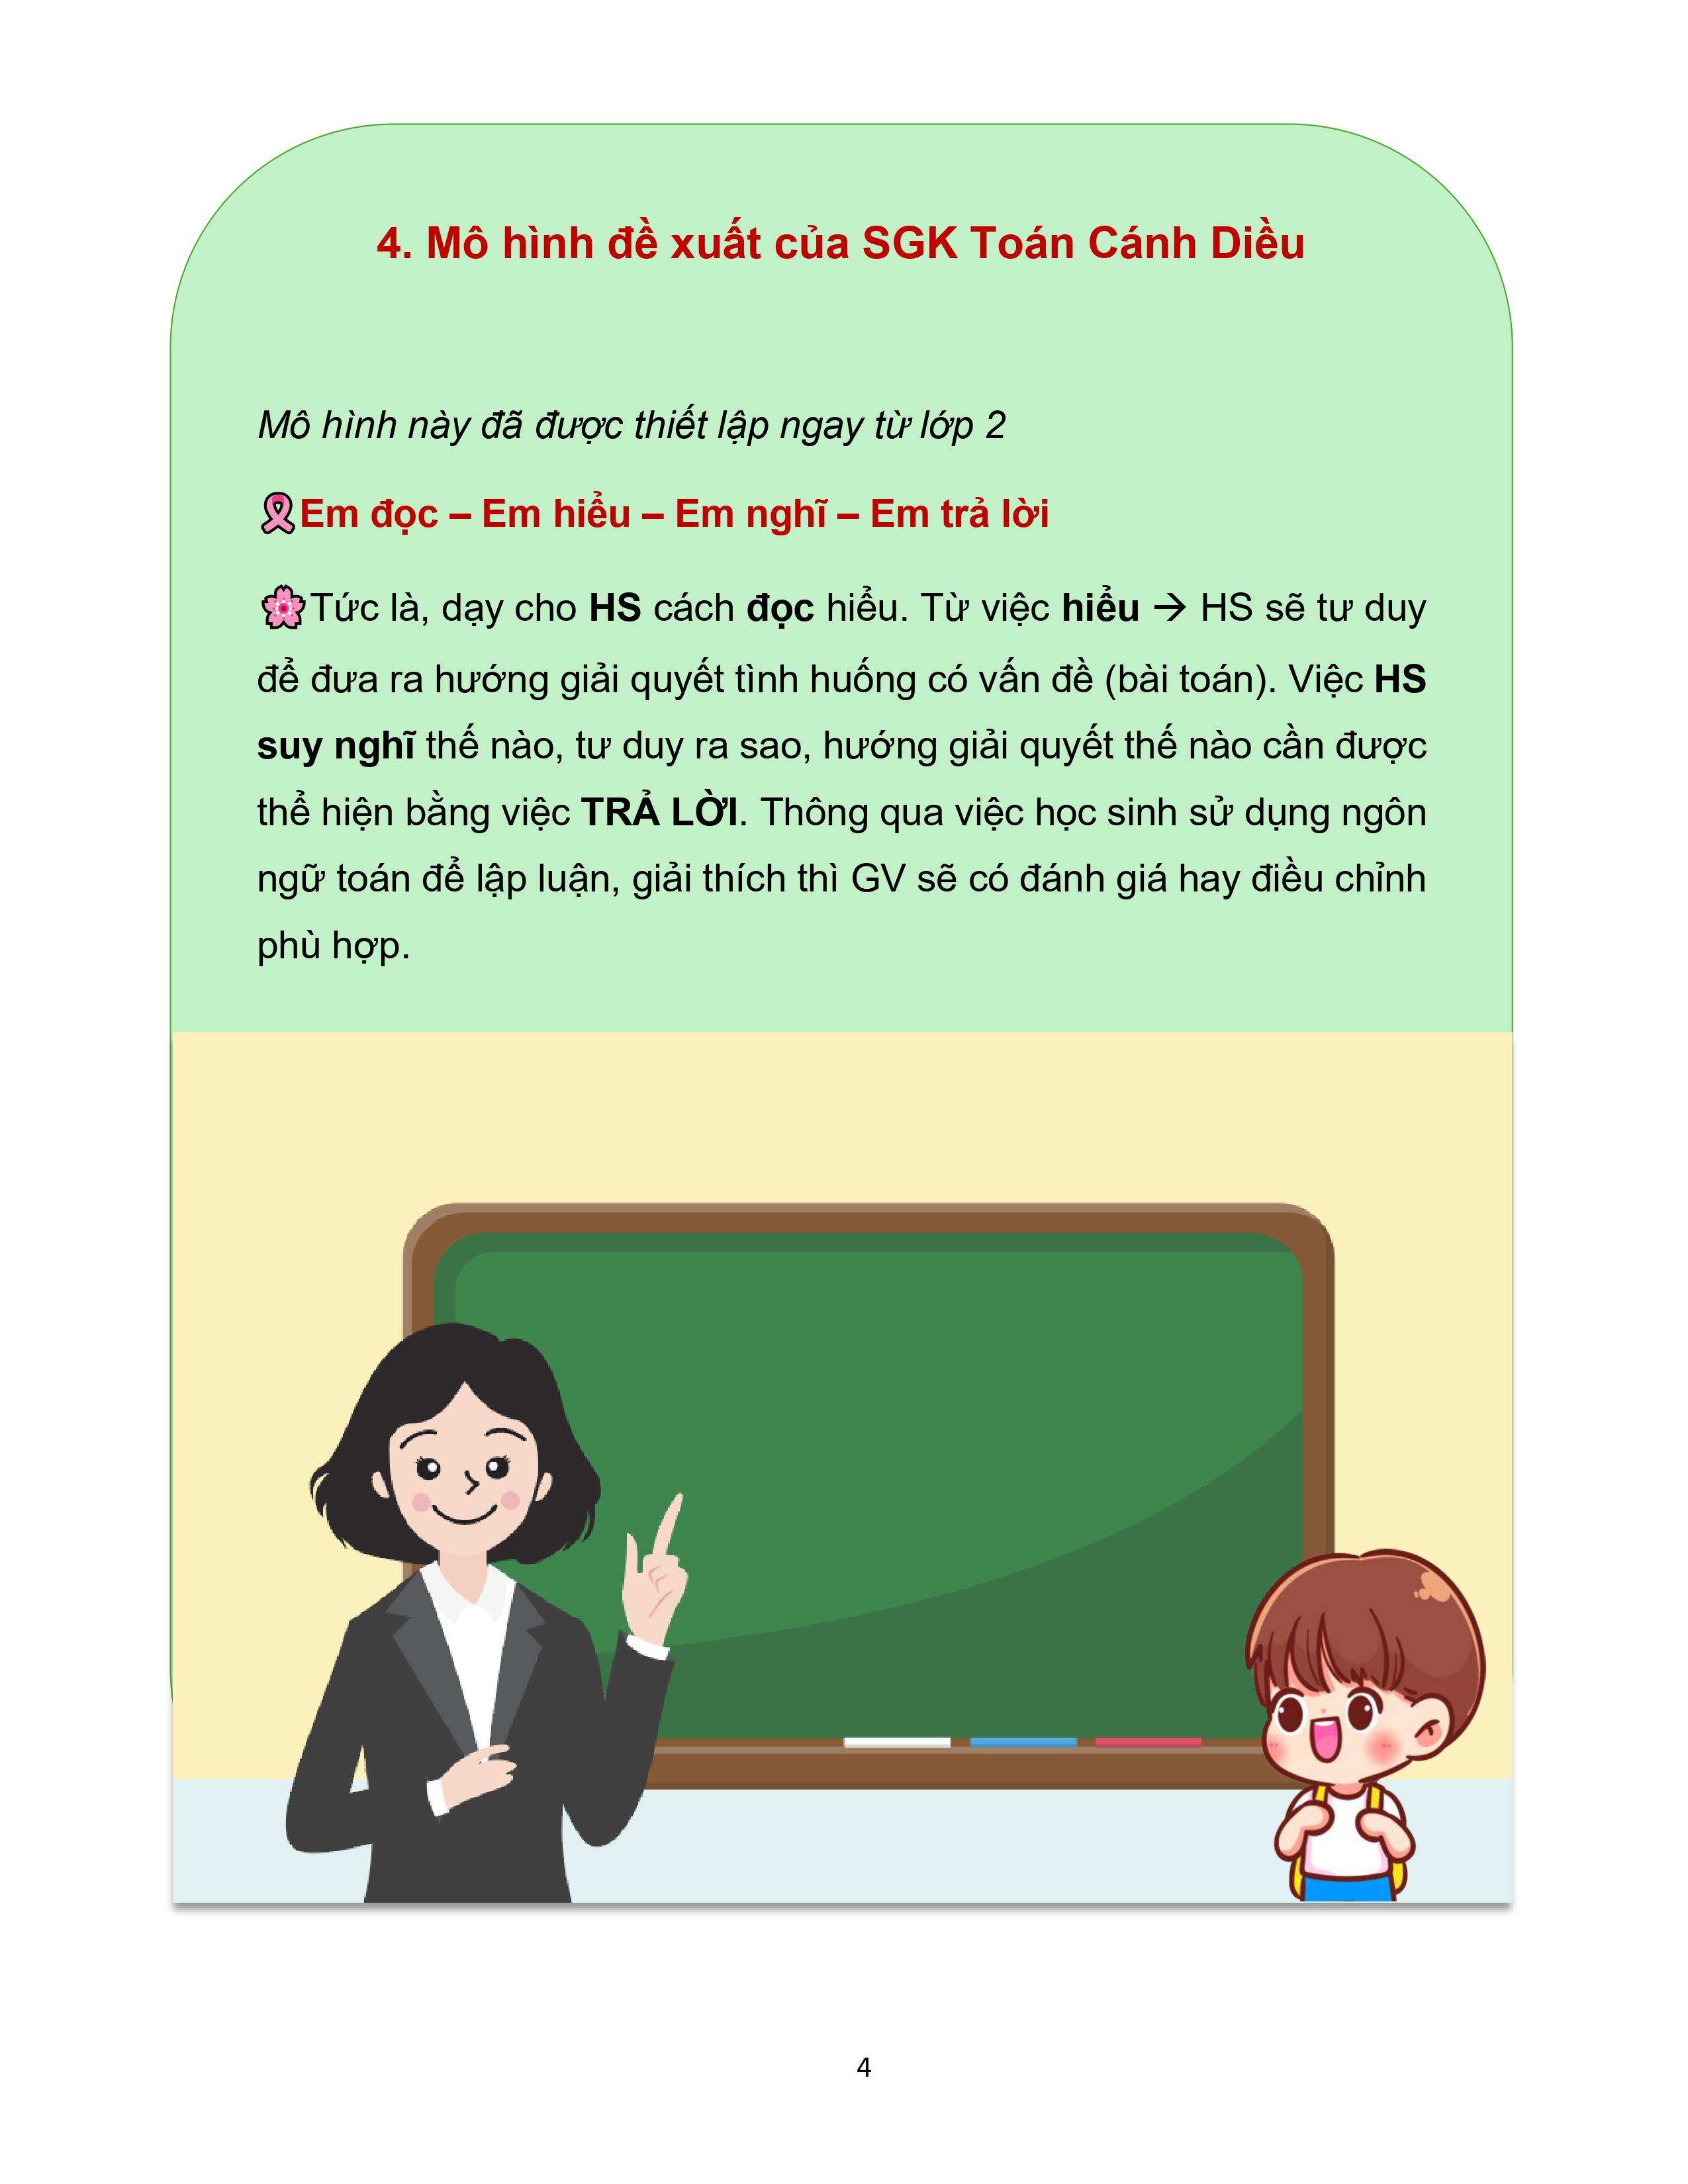 4. Mô hình đề xuất của SGK Toán Cánh Diều
Mô hình này đã được thiết lập ngay từ lớp 2
Em đọc – Em hiểu – Em nghĩ – Em trả lời
Tức là, dạy cho HS cách đọc hiểu. Từ việc hiểu → HS sẽ tư duy
để đưa ra hướng giải quyết tình huống có vấn đề (bài toán). Việc HS
suy nghĩ thế nào, tư duy ra sao, hướng giải quyết thế nào cần được
thể hiện bằng việc TRẢ LỜI. Thông qua việc học sinh sử dụng ngôn
ngữ toán để lập luận, giải thích thì GV sẽ có đánh giá hay điều chỉnh
phù hợp.
4